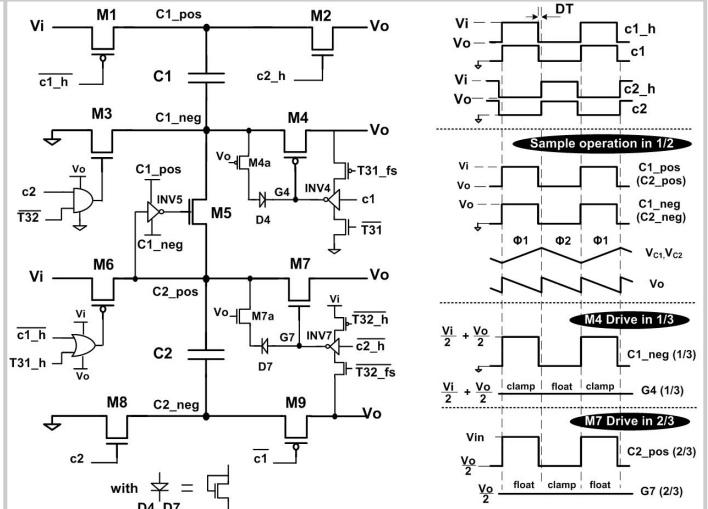 M1
C1_pos
M2
Vi
Vo
c1_h
c2_h
C1
M3
C1_neg
M4
Vo
Vo
M4a
T31_fs
C1_pos
Vo
G4
INV4
c1
c2
INV5
D4
T32
M5
T31
C1_neg
Vi
M6
M7
Vo
C2_pos
Vi
Vo
M7a
T32_h
Vi
c1_h
G7
INV7
c2_h
T31_h
C2
D7
T32_fs
Vo
M8
C2_neg
M9
Vo
c2
c1
with
=
D4, D7
DT
Vi
c1_h
Vo
c1
Vi
c2_h
Vo
c2
Sample operation in 1/2
Vi
C1_pos
(C2_pos)
Vo
Vo
C1_neg
(C2_neg)
Φ1
Φ2
Φ1
VC1,VC2
Vo
M4 Drive in 1/3
Vi/2 + Vo/2
C1_neg (1/3)
clamp
float
clamp
Vi/2 + Vo/2
G4 (1/3)
M7 Drive in 2/3
Vin
C2_pos (2/3)
Vo/2
float
clamp
float
Vo/2
G7 (2/3)